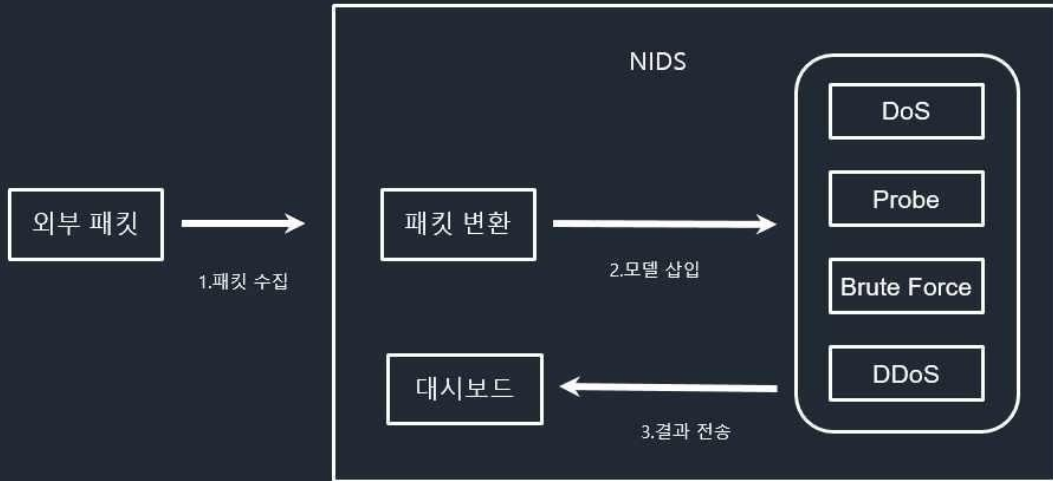 NIDS
외부 패킷
1.패킷 수집
패킷 변환
2.모델 삽입
DoS
Probe
Brute Force
DDoS
3.결과 전송
대시보드